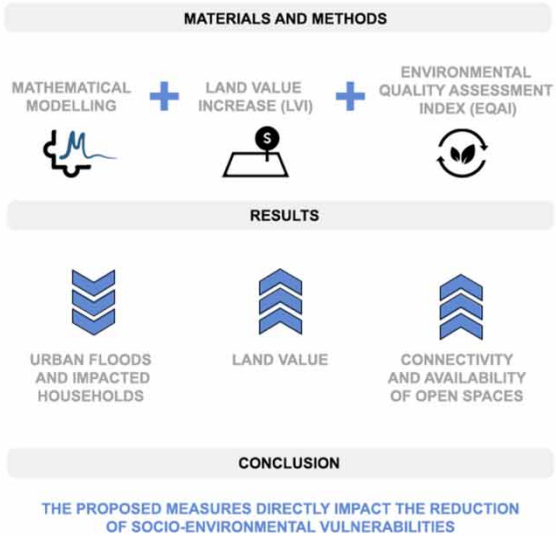 MATERIALS AND METHODS
MATHEMATICAL
MODELLING
LAND VALUE
INCREASE (LVI)
ENVIRONMENTAL
QUALITY ASSESSMENT
INDEX (EQAI)
M
S
RESULTS
URBAN FLOODS
AND IMPACTED
HOUSEHOLDS
LAND VALUE
CONNECTIVITY
AND AVAILABILITY
OF OPEN SPACES
CONCLUSION
THE PROPOSED MEASURES DIRECTLY IMPACT THE REDUCTION
OF SOCIO-ENVIRONMENTAL VULNERABILITIES